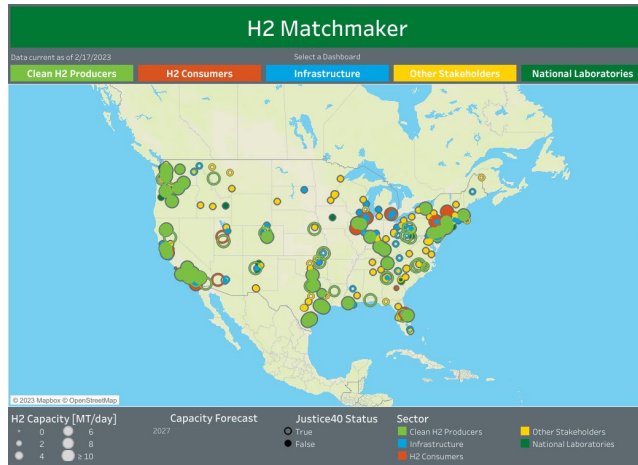 H2 Matchmaker
Data current as of 2/17/2023
Select a Dashboard
Clean H2 Producers
H2 Consumers
Infrastructure
Other Stakeholders
National Laboratories
© 2023 Mapbox © OpenStreetMap
H2 Capacity [MT/day]
0
2
4
6
8
≥ 10
Capacity Forecast
2027
Justice40 Status
True
False
Sector
Clean H2 Producers
Infrastructure
H2 Consumers
Other Stakeholders
National Laboratories